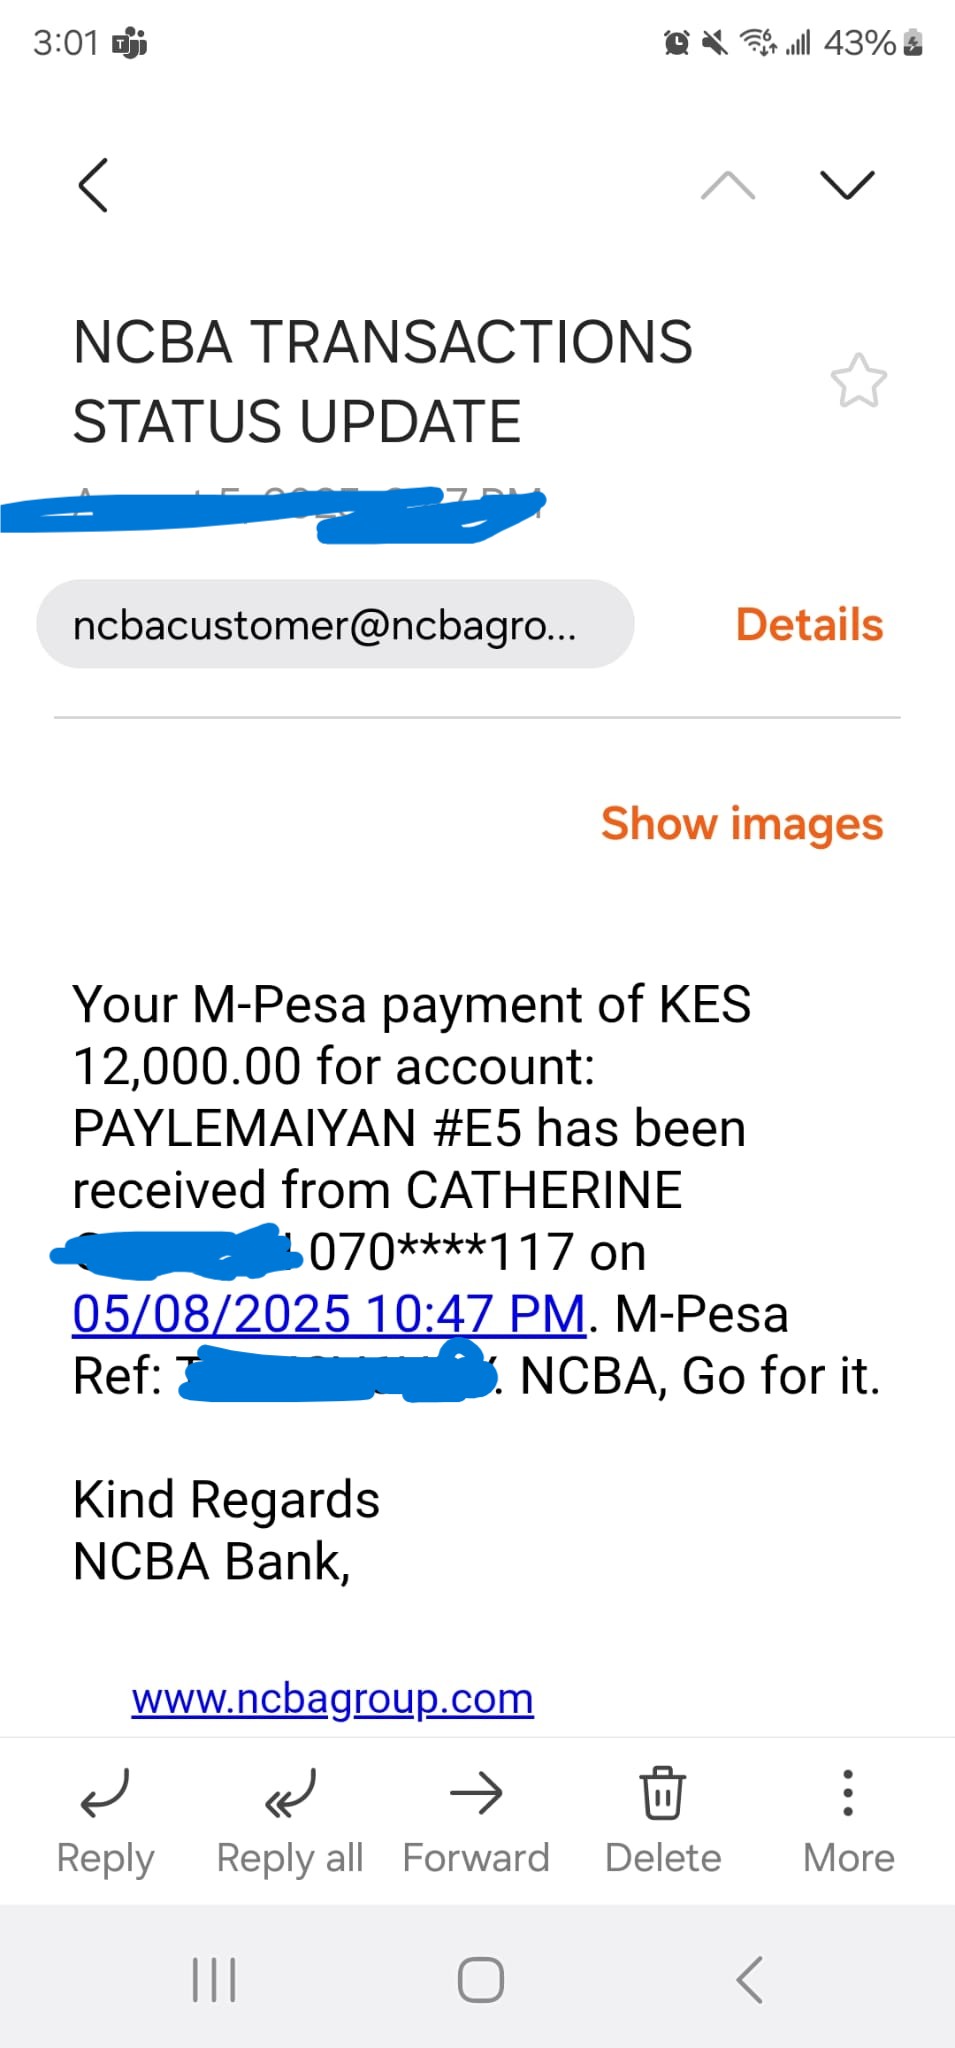 3:01
43%
NCBA TRANSACTIONS
STATUS UPDATE
ncbacustomer@ncbagro...
Details
Show images
Your M-Pesa payment of KES
12,000.00 for account:
PAYLEMAIYAN #E5 has been
received from CATHERINE
070****117 on
05/08/2025 10:47 PM. M-Pesa
Ref: . NCBA, Go for it.
Kind Regards
NCBA Bank,
www.ncbagroup.com
Reply Reply all Forward Delete More